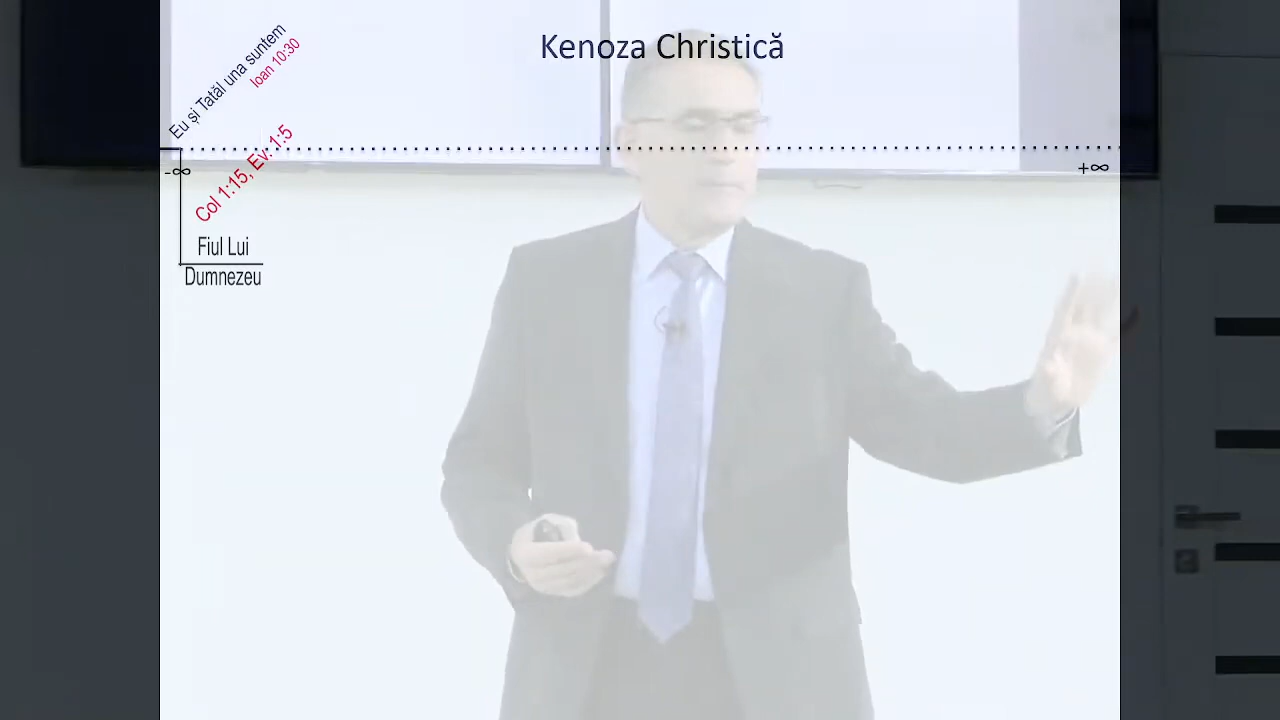 Kenoza Christică
Eu și Tatăl una suntem
Ioan 10:30
-∞
+∞
Col 1:15, Ev. 1:5
Fiul Lui
Dumnezeu